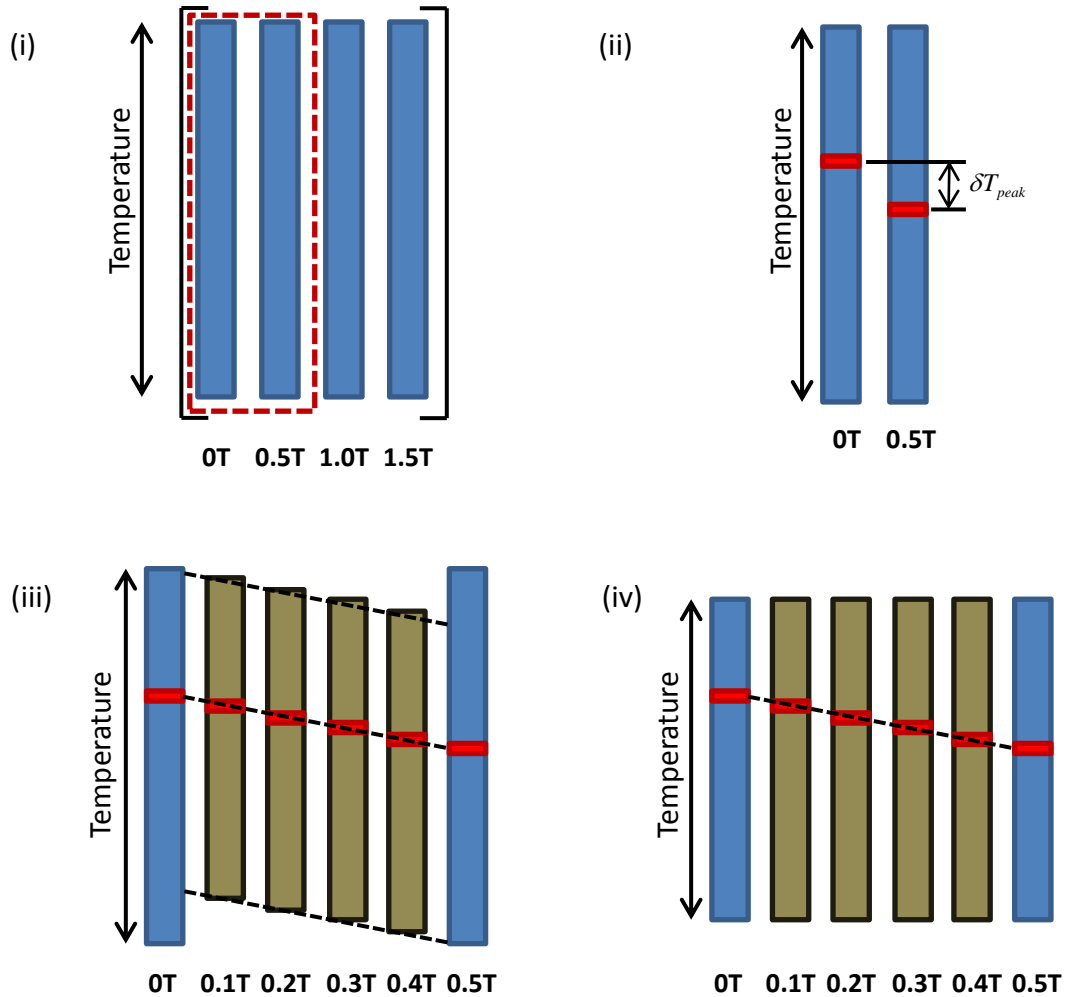 (i)
Temperature
0T 0.5T 1.0T 1.5T
(ii)
Temperature
δT_peak
0T 0.5T
(iii)
Temperature
0T 0.1T 0.2T 0.3T 0.4T 0.5T
(iv)
Temperature
0T 0.1T 0.2T 0.3T 0.4T 0.5T